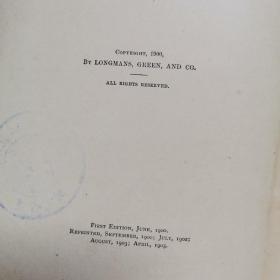 Copyright, 1900,
By LONGMANS, GREEN, AND CO.
ALL RIGHTS RESERVED.
First Edition, June, 1900.
Reprinted, September, 1901; July, 1902;
August, 1903; April, 1905.